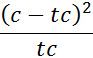 (c − tc)²
tc